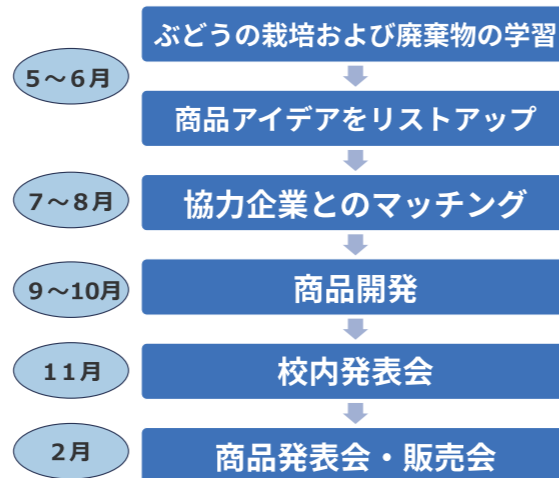 ぶどうの栽培および廃棄物の学習
5～6月
商品アイデアをリストアップ
7～8月
協力企業とのマッチング
9～10月
商品開発
11月
校内発表会
2月
商品発表会・販売会